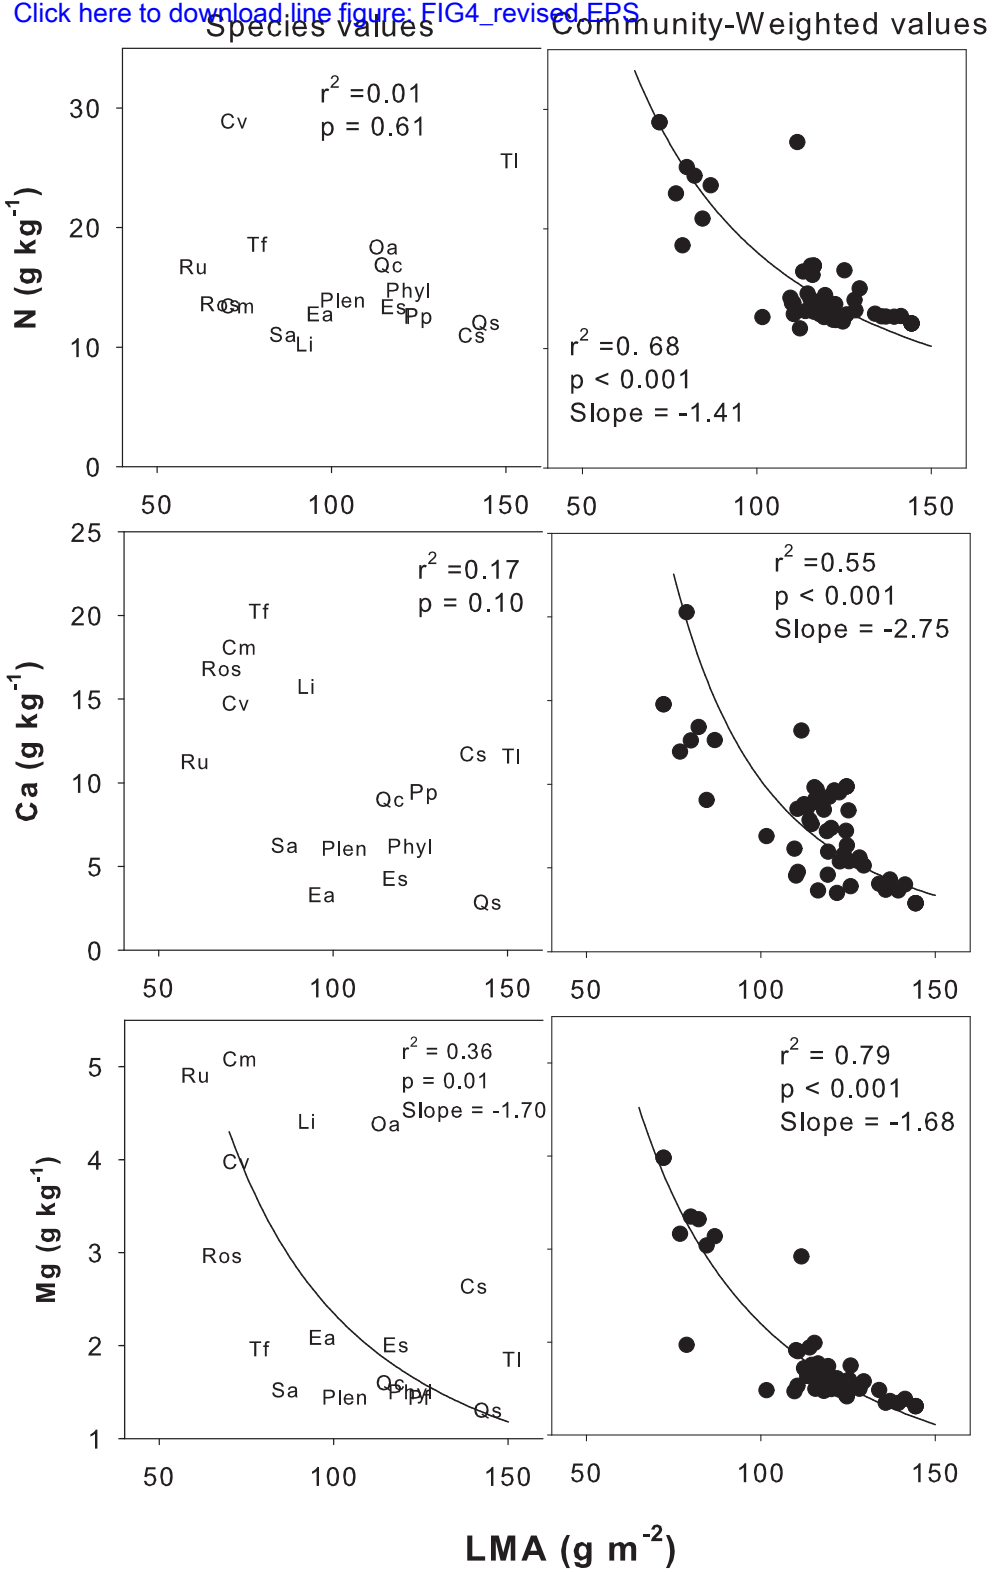 Click here to download line figure: FIG4_revised.EPS
Species values
Community-Weighted values
N (g kg-1)
30
20
10
0
r2 =0.01
p = 0.61
Cv
Tl
Tf
Oa
Ru
Qc
Phyl
Ros
Cm
Plen
Es
Ea
Pp
Qs
Sa
Cs
Li
50
100
150
r2 =0. 68
p < 0.001
Slope = -1.41
50
100
150
Ca (g kg-1)
25
20
15
10
5
0
r2 =0.17
p = 0.10
Tf
Cm
Ros
Li
Cv
Ru
Cs
Tl
Qc
Pp
Sa
Plen
Phyl
Es
Ea
Qs
50
100
150
r2 =0.55
p < 0.001
Slope = -2.75
50
100
150
Mg (g kg-1)
5
4
3
2
1
r2 = 0.36
p = 0.01
Slope = -1.70
Cm
Ru
Li
Oa
Cv
Ros
Cs
Ea
Es
Tf
Tl
Qc
Sa
Plen
Phyl
Qs
50
100
150
r2 = 0.79
p < 0.001
Slope = -1.68
50
100
150
LMA (g m-2)